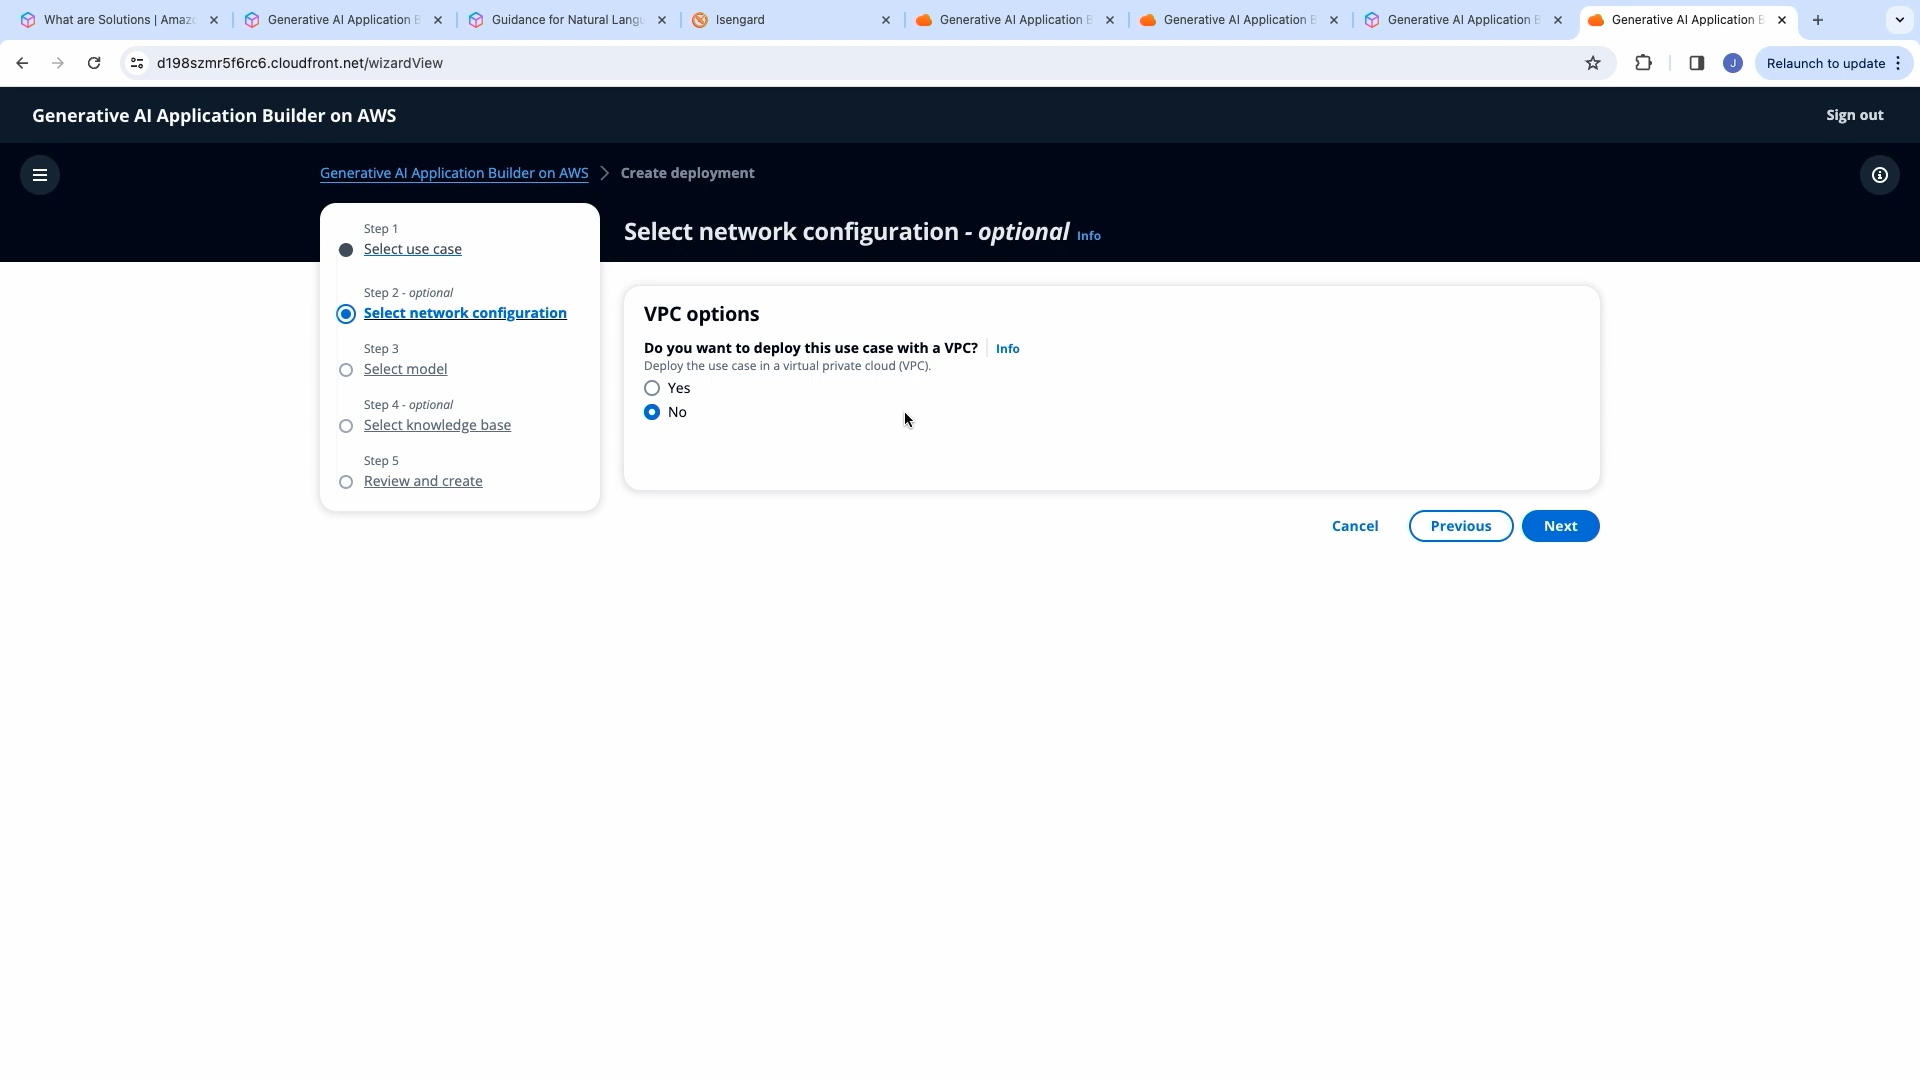 What are Solutions | Amaz
Generative AI Application B
Guidance for Natural Langu
Isengard
Generative AI Application B
Generative AI Application B
Generative AI Application B
Generative AI Application B
d198szmr5f6rc6.cloudfront.net/wizardView
J
Relaunch to update
Generative AI Application Builder on AWS
Sign out
Generative AI Application Builder on AWS
Create deployment
Step 1
Select use case
Step 2 - optional
Select network configuration
Step 3
Select model
Step 4 - optional
Select knowledge base
Step 5
Review and create
Select network configuration - optional Info
VPC options
Do you want to deploy this use case with a VPC? Info
Deploy the use case in a virtual private cloud (VPC).
Yes
No
Cancel
Previous
Next